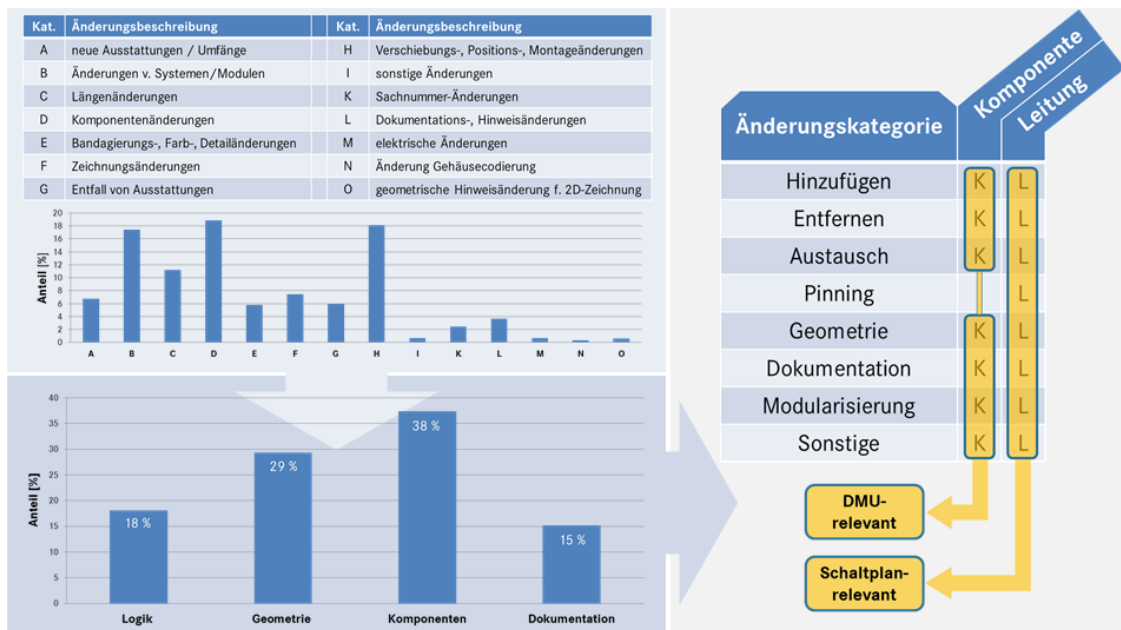 Kat. Änderungsbeschreibung Kat. Änderungsbeschreibung
A neue Ausstattungen / Umfänge H Verschiebungs-, Positions-, Montageänderungen
B Änderungen v. Systemen/Modulen I sonstige Änderungen
C Längenänderungen K Sachnummer-Änderungen
D Komponentenänderungen L Dokumentations-, Hinweisänderungen
E Bandagierungs-, Farb-, Detailänderungen M elektrische Änderungen
F Zeichnungsänderungen N Änderung Gehäusecodierung
G Entfall von Ausstattungen O geometrische Hinweisänderung f. 2D-Zeichnung
Anteil [%]
20
18
16
14
12
10
8
6
4
2
0
A B C D E F G H I K L M N O
Anteil [%]
40
35
30
25
20
15
10
5
0
18 %
29 %
38 %
15 %
Logik Geometrie Komponenten Dokumentation
Änderungskategorie Komponente Leitung
Hinzufügen K L
Entfernen K L
Austausch K L
Pinning L
Geometrie K L
Dokumentation K L
Modularisierung K L
Sonstige K L
DMU-
relevant
Schaltplan-
relevant